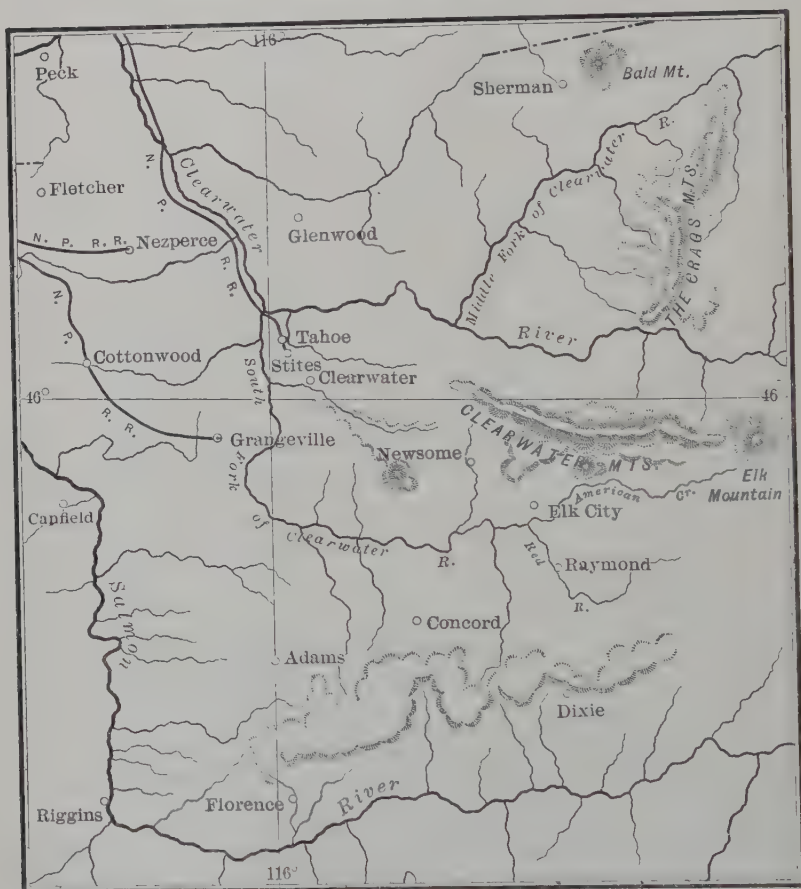 116°
Peck
Sherman
Bald Mt.
N. P. R. R.
Clearwater
Fletcher
Middle Fork of Clearwater R.
THE CRAGS MTS.
Glenwood
N. P. R. R.
Nezperce
River
N. P. R. R.
Tahoe
Cottonwood
Stites
Clearwater
46°
46
South Fork of Clearwater R.
Grangeville
CLEARWATER MTS.
Newsome
Elk Mountain
American Cr.
Elk City
Canfield
Red R.
Raymond
Salmon River
Concord
Adams
Dixie
Florence
Riggins
116°